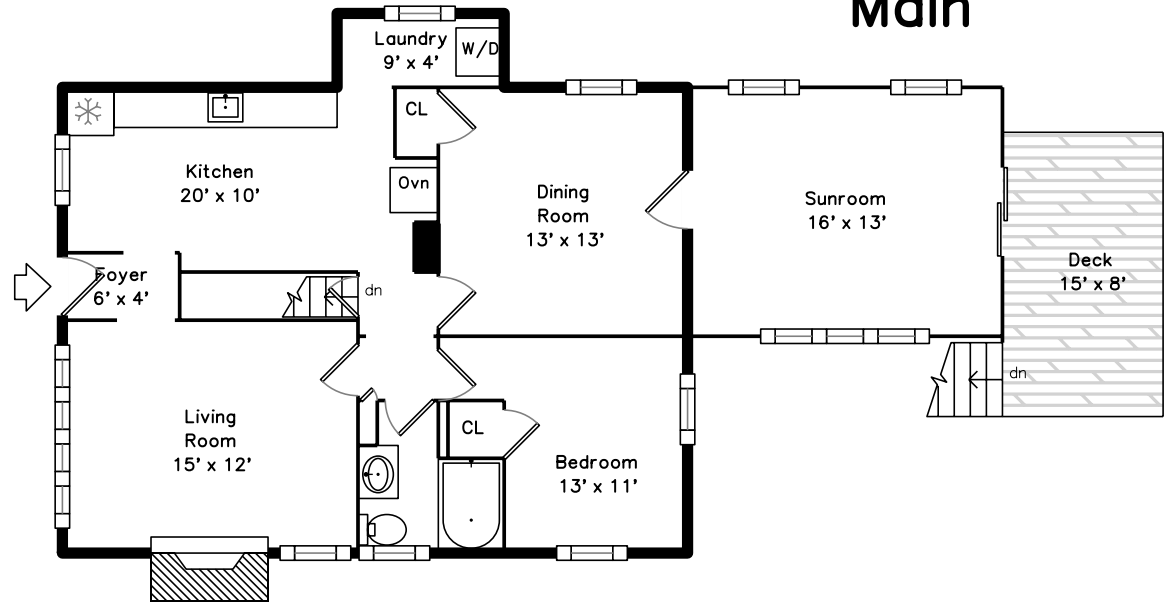 Main
Laundry
9' x 4'
W/D
CL
Kitchen
20' x 10'
Ovn
Dining
Room
13' x 13'
Sunroom
16' x 13'
Deck
15' x 8'
Foyer
6' x 4'
dn
dn
Living
Room
15' x 12'
CL
Bedroom
13' x 11'